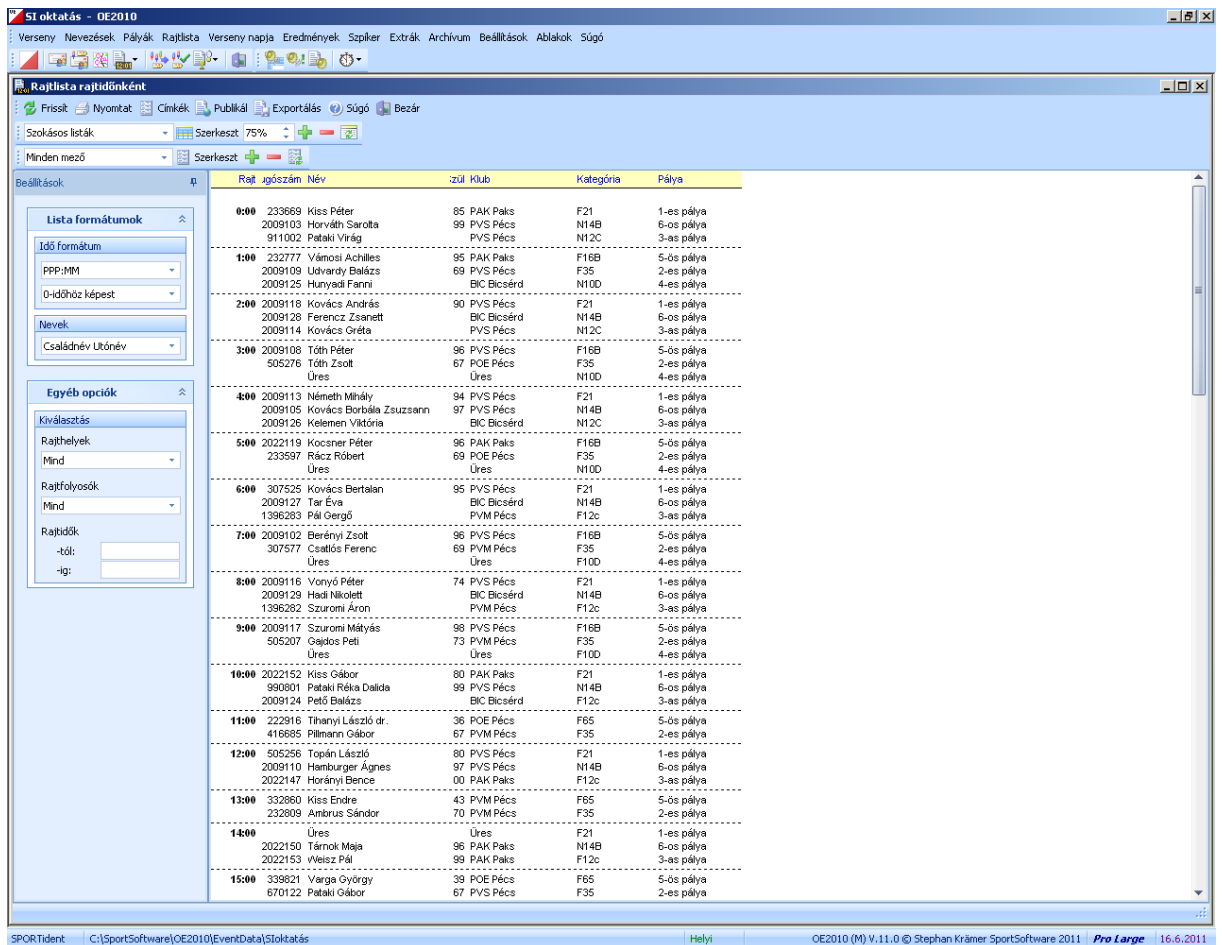 SI oktatás - OE2010
Verseny Nevezések Pályák Rajtlista Verseny napja Eredmények Szpíker Extrák Archívum Beállítások Ablakok Súgó
Rajtlista rajtidőnként
Frissít Nyomtat Címkék Publikál Exportálás Súgó Bezár
Szokásos listák Szerkeszt 75%
Minden mező Szerkeszt
Beállítások
Lista formátumok
Idő formátum
PPP:MM
0-időhöz képest
Nevek
Családnév Utónév
Egyéb opciók
Kiválasztás
Rajthelyek
Mind
Rajtfolyosók
Mind
Rajtidők
-tól:
-ig:
Rajt ugószám Név szül Klub Kategória Pálya
0:00 233669 Kiss Péter 85 PAK Paks F21 1-es pálya
2009103 Horváth Sarolta 99 PVS Pécs N14B 6-os pálya
911002 Pataki Virág PVS Pécs N12C 3-as pálya
1:00 232777 Vámosi Achilles 95 PAK Paks F16B 5-ös pálya
2009109 Udvardy Balázs 69 PVS Pécs F35 2-es pálya
2009125 Hunyadi Fanni BIC Bicsérd N10D 4-es pálya
2:00 2009118 Kovács András 90 PVS Pécs F21 1-es pálya
2009128 Ferencz Zsanett BIC Bicsérd N14B 6-os pálya
2009114 Kovács Gréta PVS Pécs N12C 3-as pálya
3:00 2009108 Tóth Péter 96 PVS Pécs F16B 5-ös pálya
505276 Tóth Zsolt 67 POE Pécs F35 2-es pálya
Üres Üres N10D 4-es pálya
4:00 2009113 Németh Mihály 94 PVS Pécs F21 1-es pálya
2009105 Kovács Borbála Zsuzsann 97 PVS Pécs N14B 6-os pálya
2009126 Kelemen Viktória BIC Bicsérd N12C 3-as pálya
5:00 2022119 Kocsner Péter 96 PAK Paks F16B 5-ös pálya
233597 Rácz Róbert 69 POE Pécs F35 2-es pálya
Üres Üres N10D 4-es pálya
6:00 307525 Kovács Bertalan 95 PVS Pécs F21 1-es pálya
2009127 Tar Éva BIC Bicsérd N14B 6-os pálya
1396283 Pál Gergő PVM Pécs F12c 3-as pálya
7:00 2009102 Berényi Zsolt 96 PVS Pécs F16B 5-ös pálya
307577 Csatlós Ferenc 69 PVM Pécs F35 2-es pálya
Üres Üres F10D 4-es pálya
8:00 2009116 Vonyó Péter 74 PVS Pécs F21 1-es pálya
2009129 Hadi Nikolett BIC Bicsérd N14B 6-os pálya
1396282 Szuromi Áron PVM Pécs F12c 3-as pálya
9:00 2009117 Szuromi Mátyás 98 PVS Pécs F16B 5-ös pálya
505207 Gajdos Peti 73 PVM Pécs F35 2-es pálya
Üres Üres F10D 4-es pálya
10:00 2022152 Kiss Gábor 80 PAK Paks F21 1-es pálya
990801 Pataki Réka Dalida 99 PVS Pécs N14B 6-os pálya
2009124 Pető Balázs BIC Bicsérd F12c 3-as pálya
11:00 222916 Tihanyi László dr. 36 POE Pécs F65 5-ös pálya
416685 Pillmann Gábor 67 PVM Pécs F35 2-es pálya
12:00 505256 Topán László 80 PVS Pécs F21 1-es pálya
2009110 Hamburger Ágnes 97 PVS Pécs N14B 6-os pálya
2022147 Horányi Bence 00 PAK Paks F12c 3-as pálya
13:00 332860 Kiss Endre 43 PVM Pécs F65 5-ös pálya
232809 Ambrus Sándor 70 PVM Pécs F35 2-es pálya
14:00 Üres Üres F21 1-es pálya
2022150 Tárnok Maja 96 PAK Paks N14B 6-os pálya
2022153 Weisz Pál 99 PAK Paks F12c 3-as pálya
15:00 339821 Varga György 39 POE Pécs F65 5-ös pálya
670122 Pataki Gábor 67 PVS Pécs F35 2-es pálya
SPORTident C:\SportSoftware\OE2010\EventData\SIoktatás Helyi OE2010 (M) V.11.0 © Stephan Krämer SportSoftware 2011 Pro Large 16.6.2011